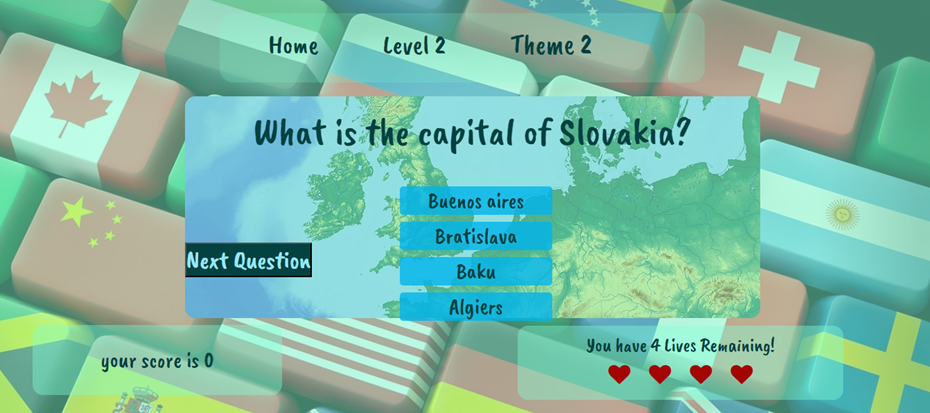 Home
Level 2
Theme 2
What is the capital of Slovakia?
Buenos aires
Bratislava
Baku
Algiers
Next Question
your score is 0
You have 4 Lives Remaining!